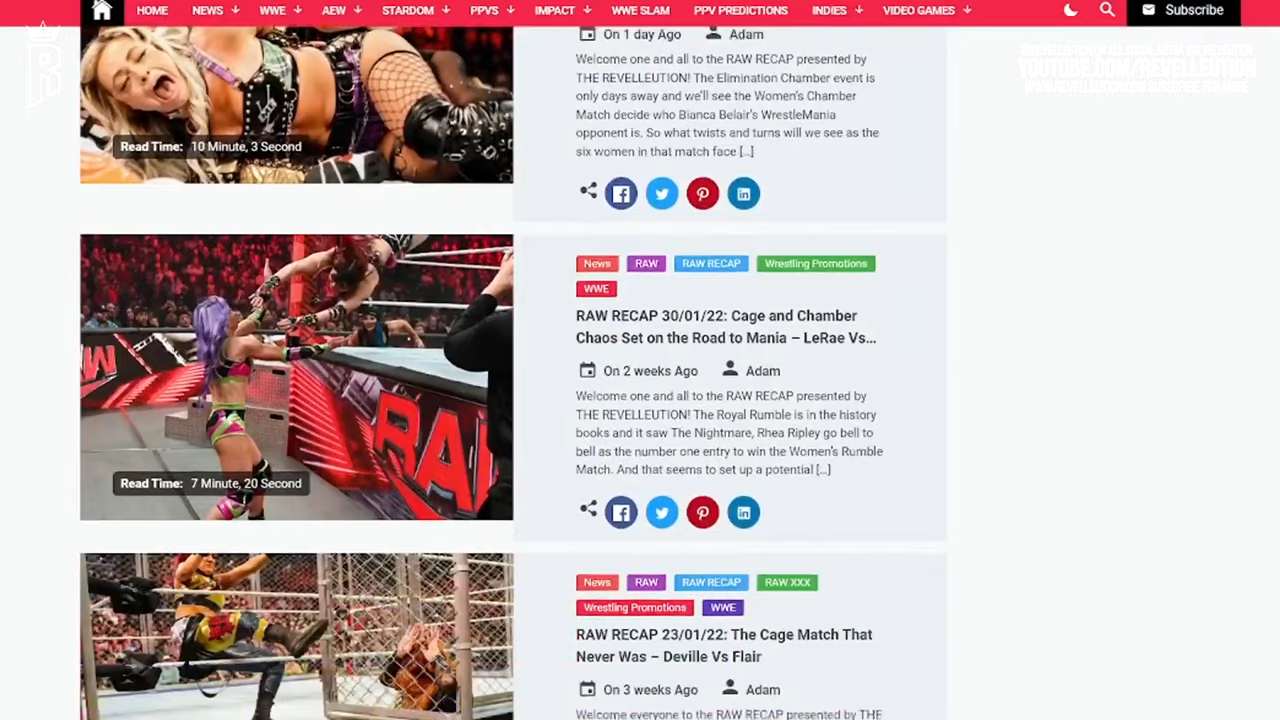 HOME NEWS WWE AEW STARDOM PPVS IMPACT WWE SLAM PPV PREDICTIONS INDIES VIDEO GAMES Subscribe
On 1 day Ago Adam
YOUTUBE.COM/REVELLEUTION
WWW.REVELLEUTION.COM SUBSCRIBE FOR MORE
R
Welcome one and all to the RAW RECAP presented by
THE REVELLEUTION! The Elimination Chamber event is
only days away and we'll see the Women's Chamber
Match decide who Bianca Belair's WrestleMania
opponent is. So what twists and turns will we see as the
six women in that match face [...]
Read Time: 10 Minute, 3 Second
News RAW RAW RECAP Wrestling Promotions
WWE
RAW RECAP 30/01/22: Cage and Chamber
Chaos Set on the Road to Mania – LeRae Vs...
On 2 weeks Ago Adam
Welcome one and all to the RAW RECAP presented by
THE REVELLEUTION! The Royal Rumble is in the history
books and it saw The Nightmare, Rhea Ripley go bell to
bell as the number one entry to win the Women's Rumble
Match. And that seems to set up a potential [...]
RAW
Read Time: 7 Minute, 20 Second
News RAW RAW RECAP RAW XXX
Wrestling Promotions WWE
RAW RECAP 23/01/22: The Cage Match That
Never Was – Deville Vs Flair
On 3 weeks Ago Adam
Welcome everyone to the RAW RECAP presented by THE